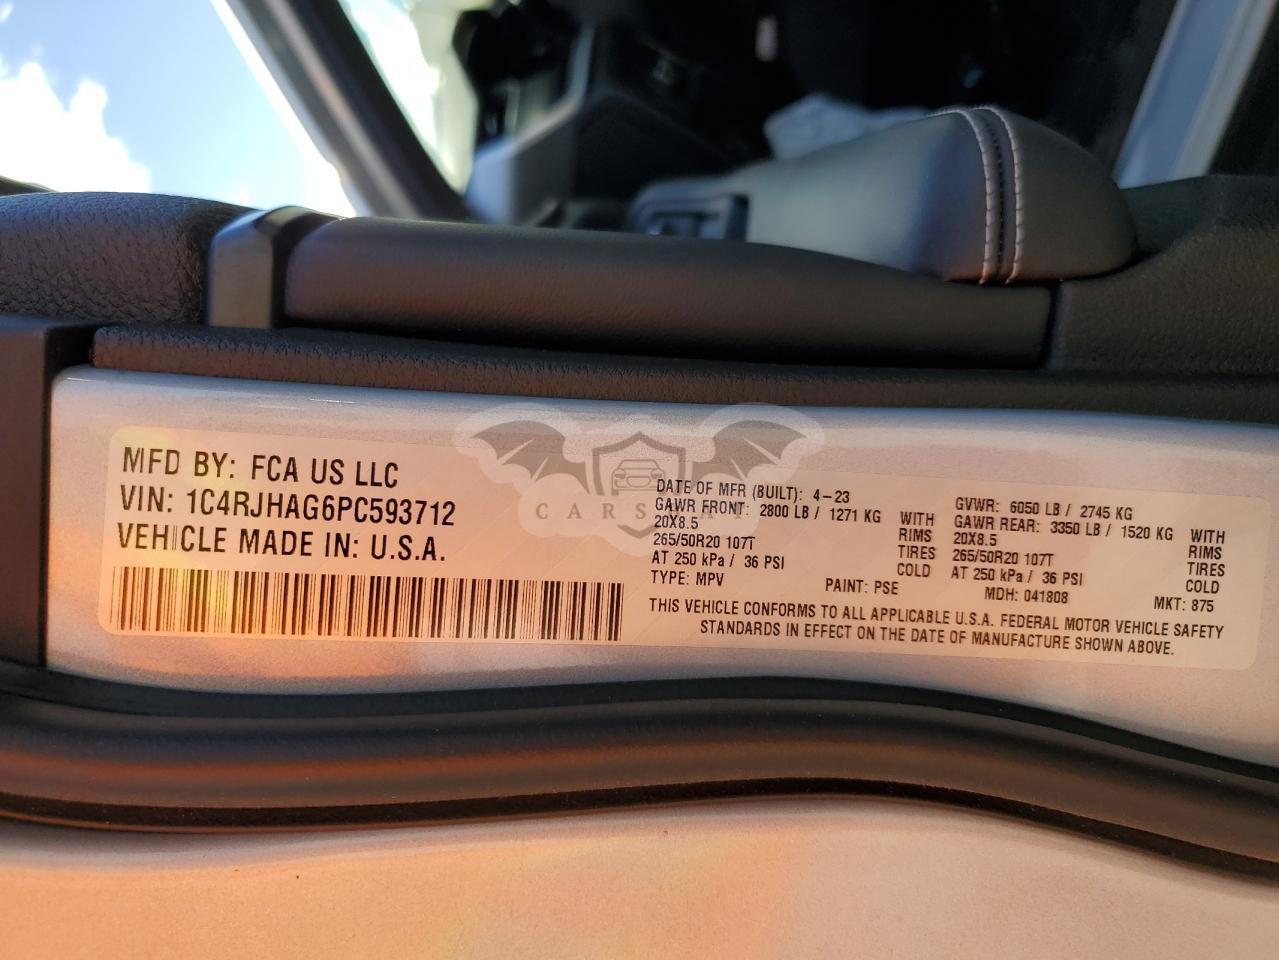 MFD BY: FCA US LLC
VIN: 1C4RJHAG6PC593712
VEHICLE MADE IN: U.S.A.
DATE OF MFR (BUILT): 4-23
GAWR FRONT: 2800 LB / 1271 KG WITH
20X8.5 RIMS
265/50R20 107T TIRES
AT 250 kPa / 36 PSI COLD
TYPE: MPV PAINT: PSE
GVWR: 6050 LB / 2745 KG
GAWR REAR: 3350 LB / 1520 KG WITH
20X8.5 RIMS
265/50R20 107T TIRES
AT 250 kPa / 36 PSI COLD
MDH: 041808 MKT: 875
THIS VEHICLE CONFORMS TO ALL APPLICABLE U.S.A. FEDERAL MOTOR VEHICLE SAFETY
STANDARDS IN EFFECT ON THE DATE OF MANUFACTURE SHOWN ABOVE.